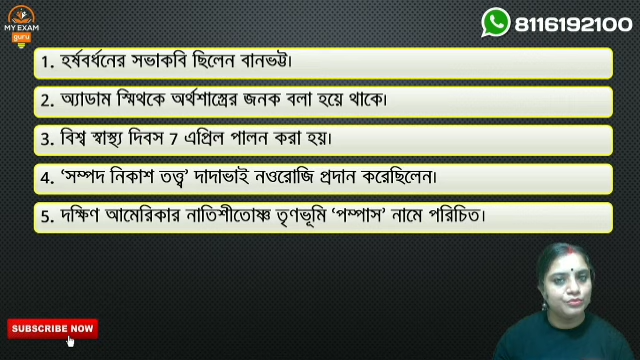 MY EXAM
guru
8116192100
1. হর্ষবর্ধনের সভাকবি ছিলেন বানভট্ট।
2. অ্যাডাম স্মিথকে অর্থশাস্ত্রের জনক বলা হয়ে থাকে।
3. বিশ্ব স্বাস্থ্য দিবস 7 এপ্রিল পালন করা হয়।
4. ‘সম্পদ নিকাশ তত্ত্ব’ দাদাভাই নওরোজি প্রদান করেছিলেন।
5. দক্ষিণ আমেরিকার নাতিশীতোষ্ণ তৃণভূমি ‘পম্পাস’ নামে পরিচিত।
SUBSCRIBE NOW